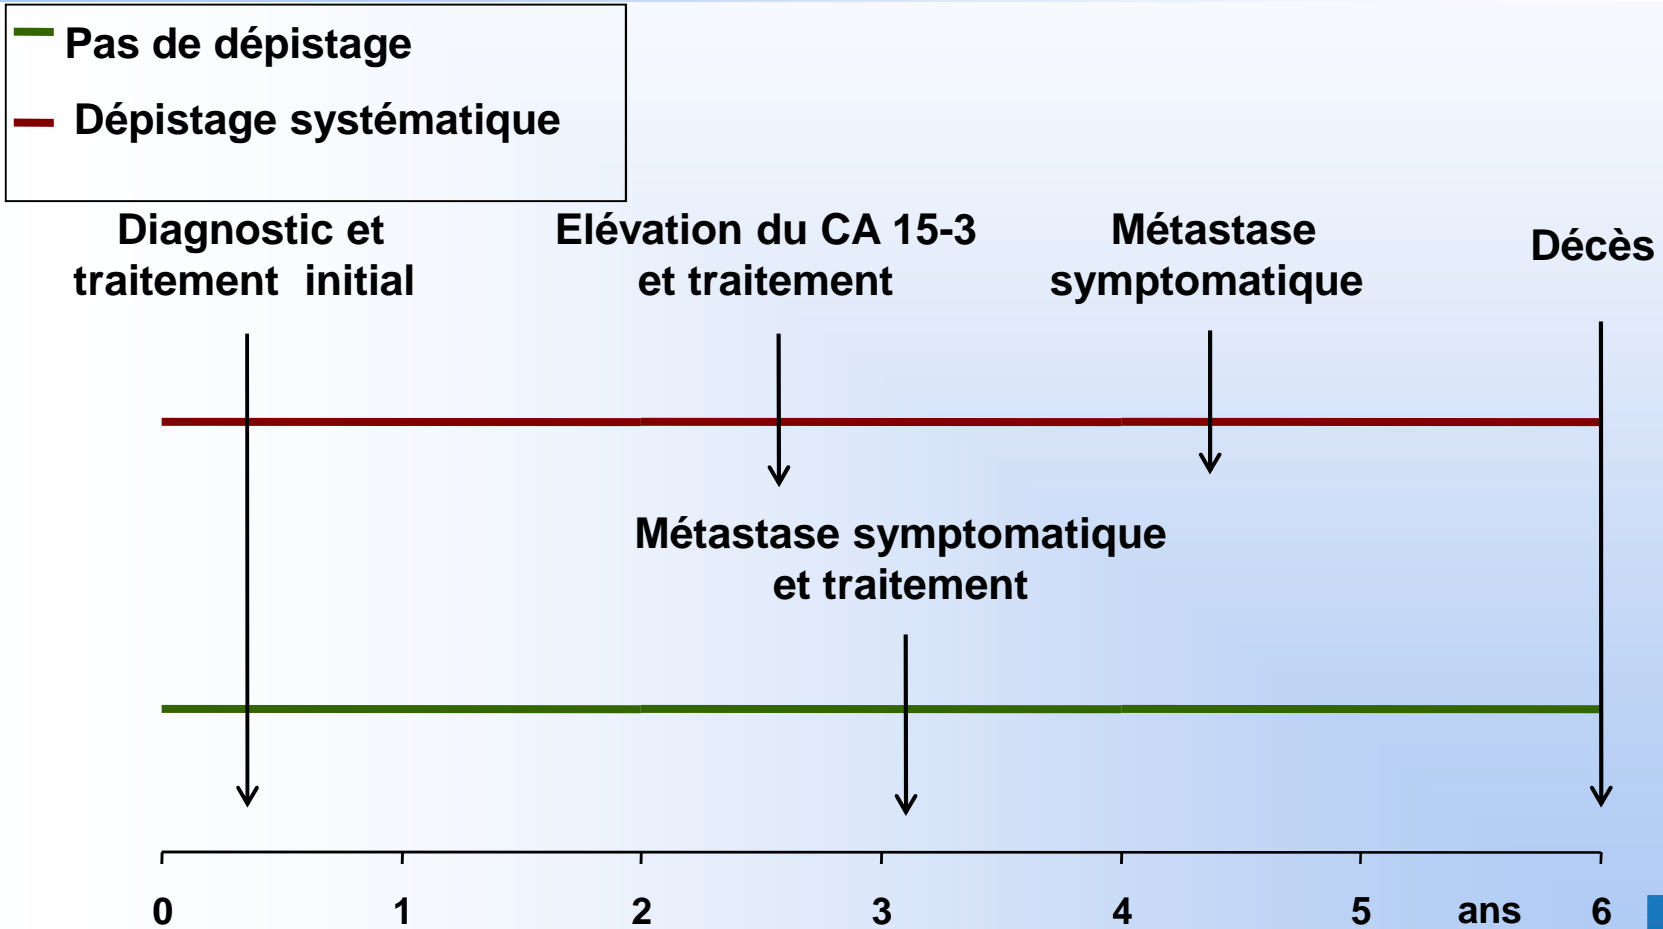 Pas de dépistage
Dépistage systématique
Diagnostic et
traitement initial
Elévation du CA 15-3
et traitement
Métastase
symptomatique
Décès
Métastase symptomatique
et traitement
0 1 2 3 4 5 ans 6